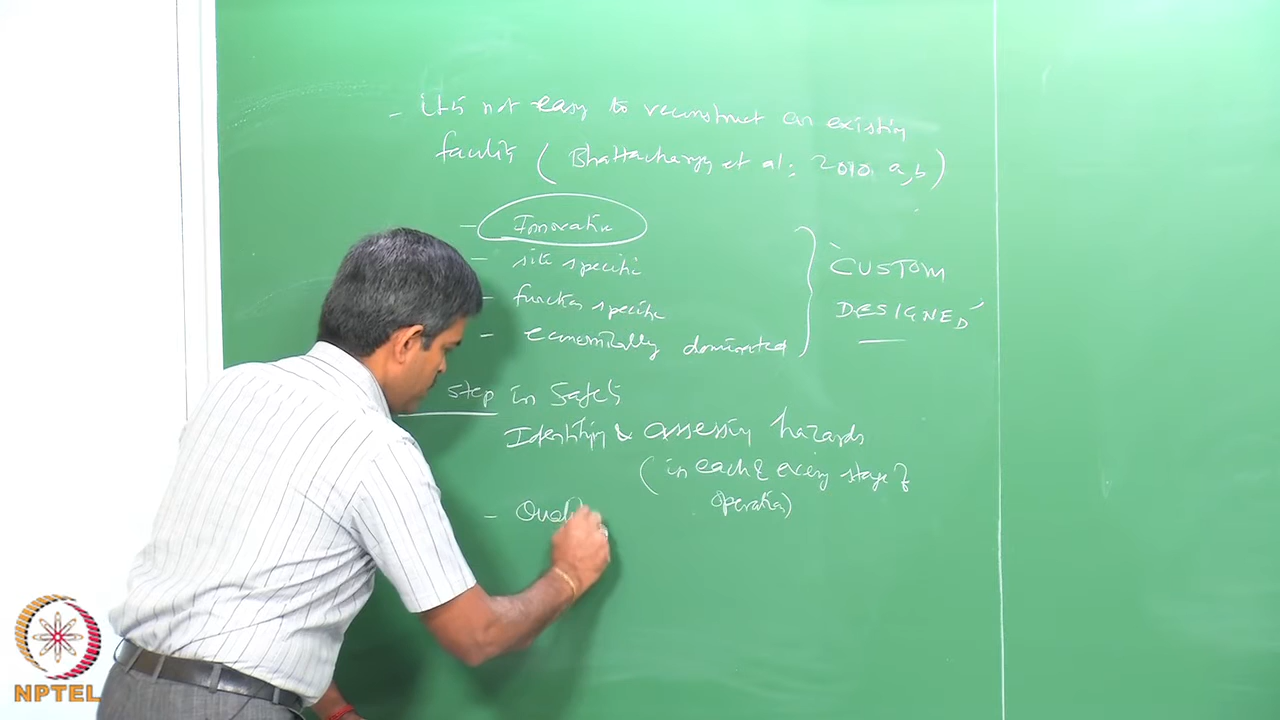 - it is not easy to reconstruct an existing
facility (Bhattacharyya et al; 2010. a,b)
- Innovative
- site specific
- function specific
- economically dominated
'CUSTOM
DESIGNED'
step in Safety
Identifying & assessing hazards
(in each & every stage of
operation)
- Quali
NPTEL